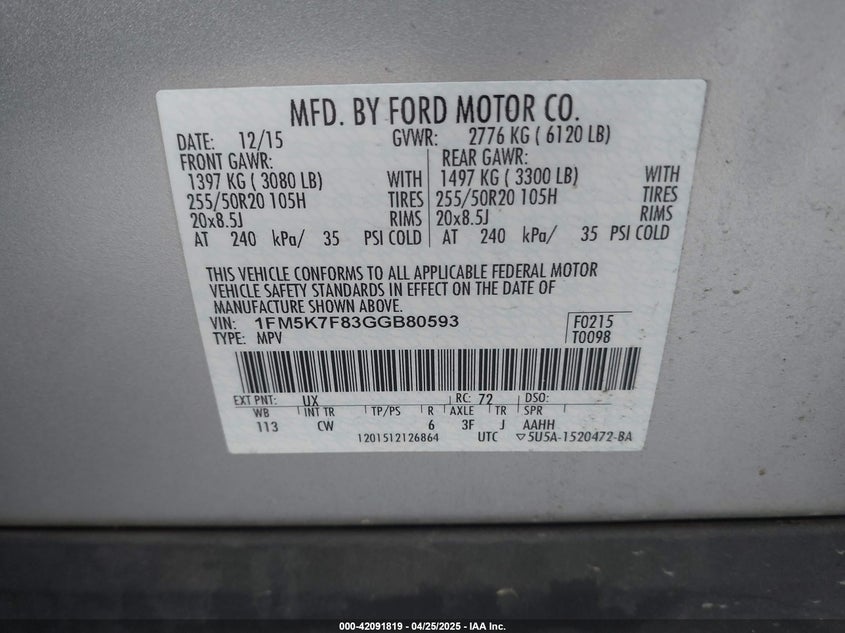 MFD. BY FORD MOTOR CO.
DATE: 12/15 GVWR: 2776 KG ( 6120 LB)
FRONT GAWR: REAR GAWR:
1397 KG ( 3080 LB) WITH 1497 KG ( 3300 LB) WITH
255/50R20 105H TIRES 255/50R20 105H TIRES
20x8.5J RIMS 20x8.5J RIMS
AT 240 kPa/ 35 PSI COLD AT 240 kPa/ 35 PSI COLD
THIS VEHICLE CONFORMS TO ALL APPLICABLE FEDERAL MOTOR
VEHICLE SAFETY STANDARDS IN EFFECT ON THE DATE OF
MANUFACTURE SHOWN ABOVE.
VIN: 1FM5K7F83GGB80593 F0215
TYPE: MPV T0098
EXT PNT: UX RC: 72 DSO:
WB INT TR TP/PS R AXLE TR SPR
113 CW 6 3F J AAHH
1201512126864 UTC ▽5U5A-1520472-BA
000-42091819 - 04/25/2025 - IAA Inc.